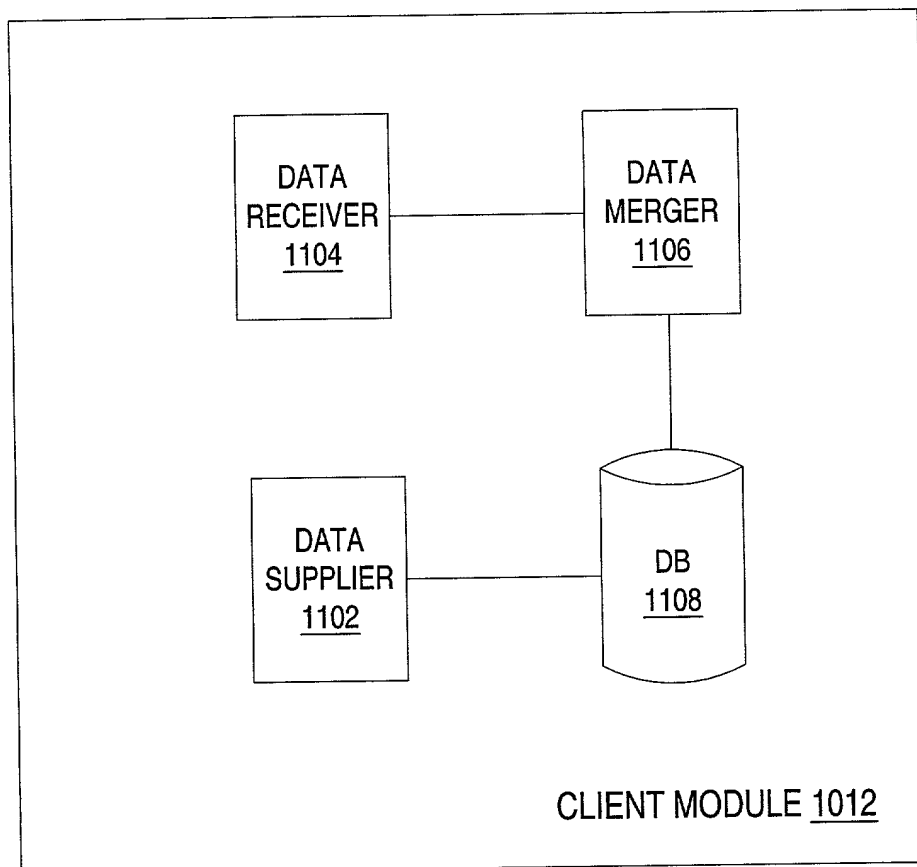 DATA
RECEIVER
1104
DATA
MERGER
1106
DATA
SUPPLIER
1102
DB
1108
CLIENT MODULE 1012